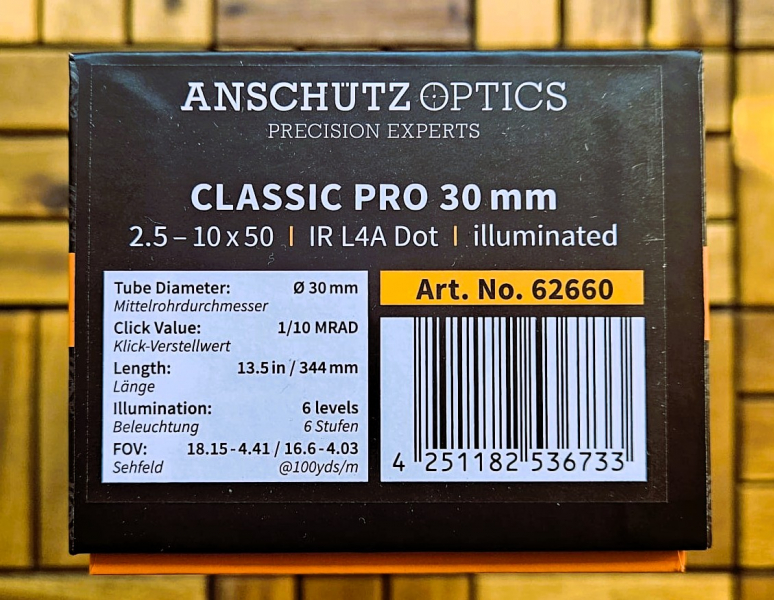 ANSCHÜTZ OPTICS
PRECISION EXPERTS
CLASSIC PRO 30 mm
2.5 – 10 x 50 | IR L4A Dot | illuminated
Tube Diameter: Ø 30 mm
Mittelrohrdurchmesser
Click Value: 1/10 MRAD
Klick-Verstellwert
Length: 13.5 in / 344 mm
Länge
Illumination: 6 levels
Beleuchtung 6 Stufen
FOV: 18.15 - 4.41 / 16.6 - 4.03
Sehfeld @100yds/m
Art. No. 62660
4 251182 536733